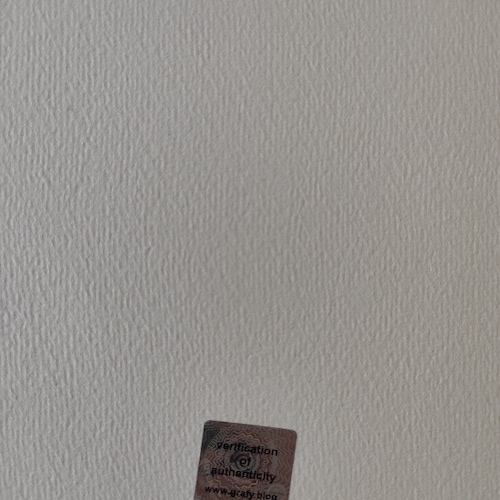 verification
of
authenticity
www-grafy.blog